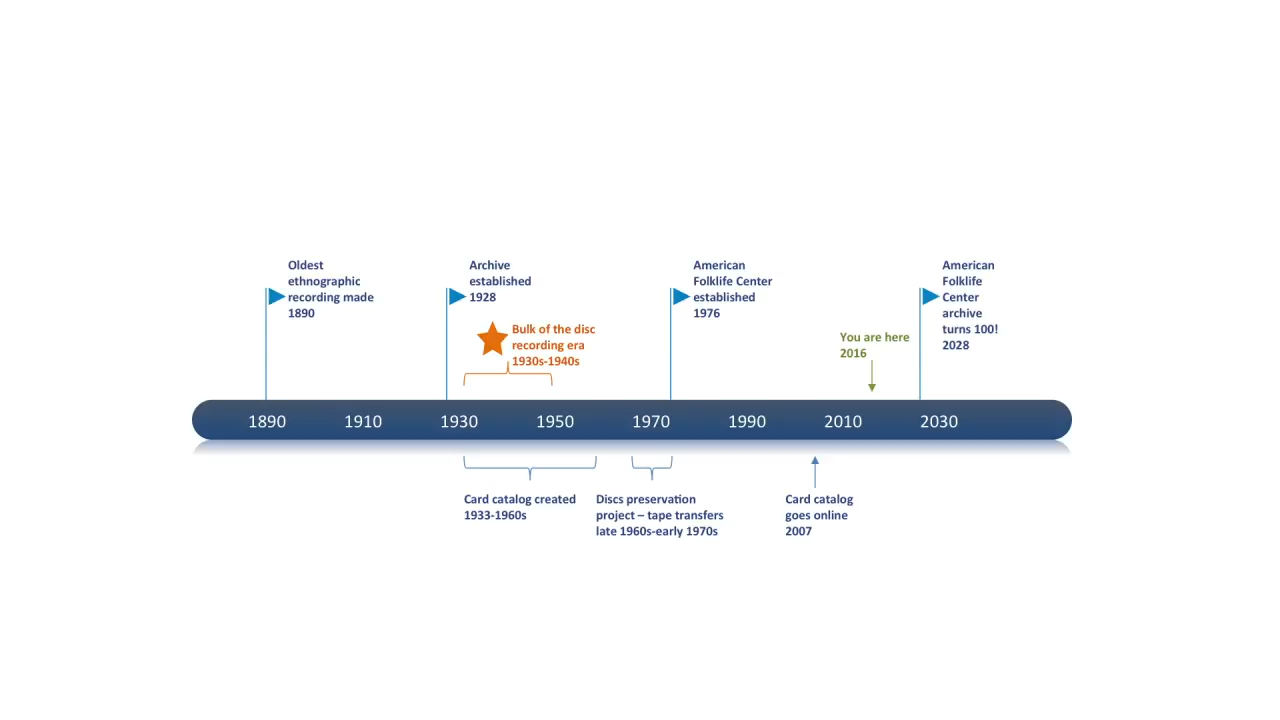 Oldest
ethnographic
recording made
1890
Archive
established
1928
American
Folklife Center
established
1976
American
Folklife
Center
archive
turns 100!
2028
Bulk of the disc
recording era
1930s-1940s
You are here
2016
1890 1910 1930 1950 1970 1990 2010 2030
Card catalog created
1933-1960s
Discs preservation
project – tape transfers
late 1960s-early 1970s
Card catalog
goes online
2007